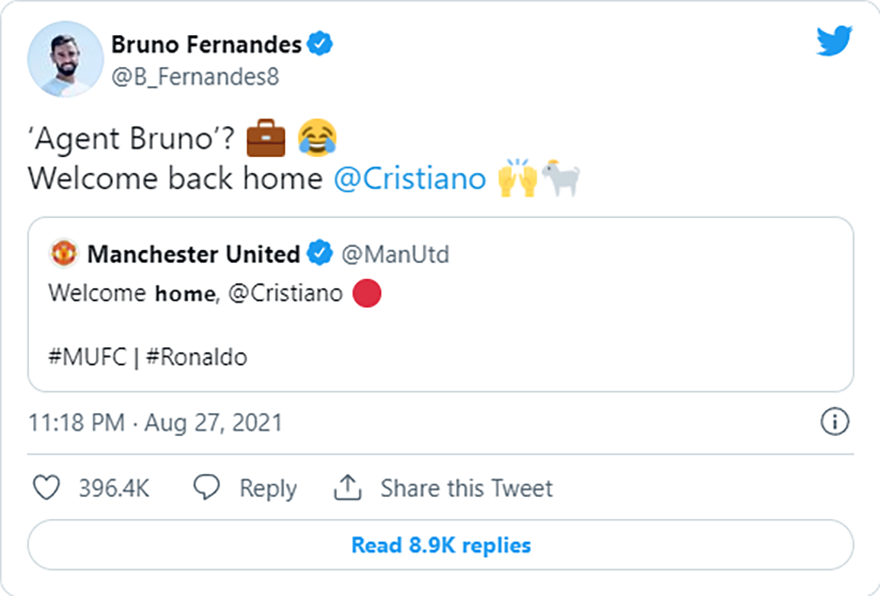 Bruno Fernandes
@B_Fernandes8
‘Agent Bruno’? 💼 😂
Welcome back home @Cristiano 🙌🐐
Manchester United @ManUtd
Welcome home, @Cristiano 🔴
#MUFC | #Ronaldo
11:18 PM · Aug 27, 2021
396.4K Reply Share this Tweet
Read 8.9K replies